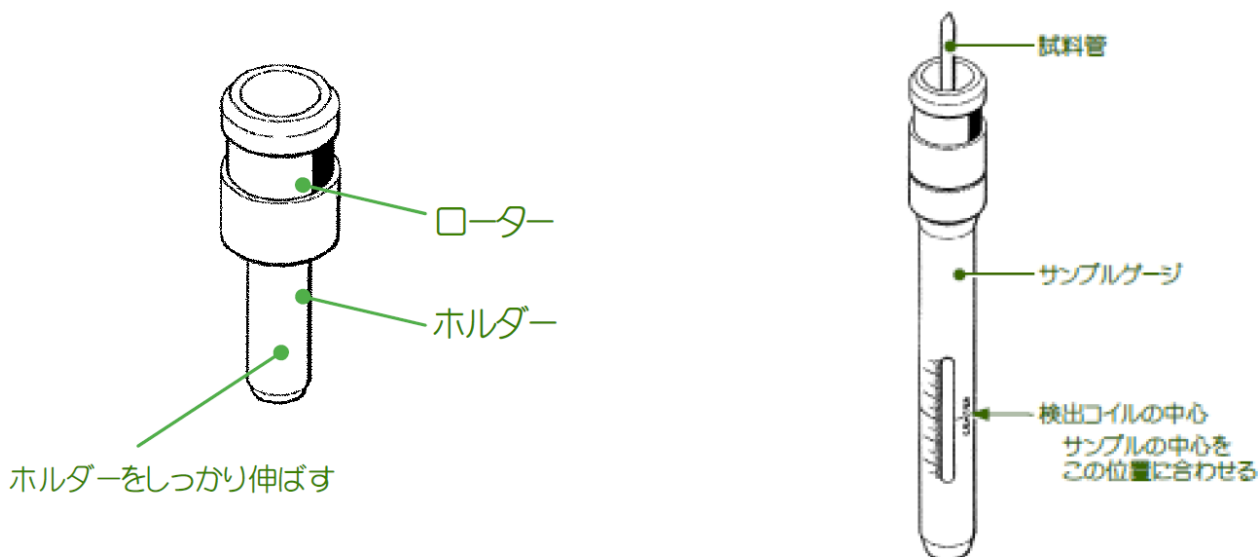 ローター
ホルダー
ホルダーをしっかり伸ばす
試料管
サンプルゲージ
検出コイルの中心
サンプルの中心を
この位置に合わせる